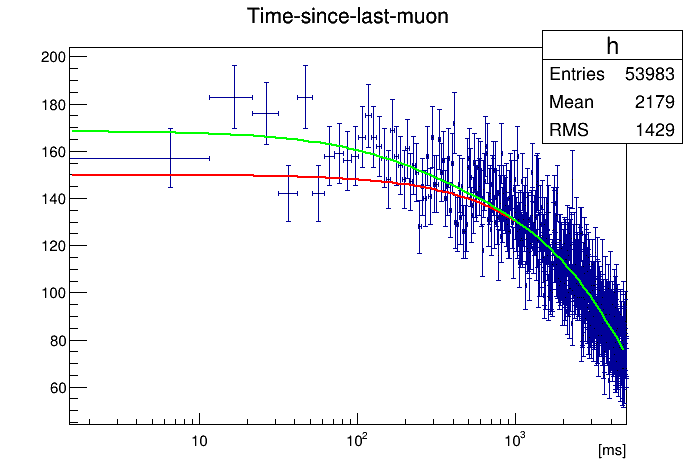 Time-since-last-muon
h
Entries 53983
Mean 2179
RMS 1429
200
180
160
140
120
100
80
60
10
10²
10³
[ms]